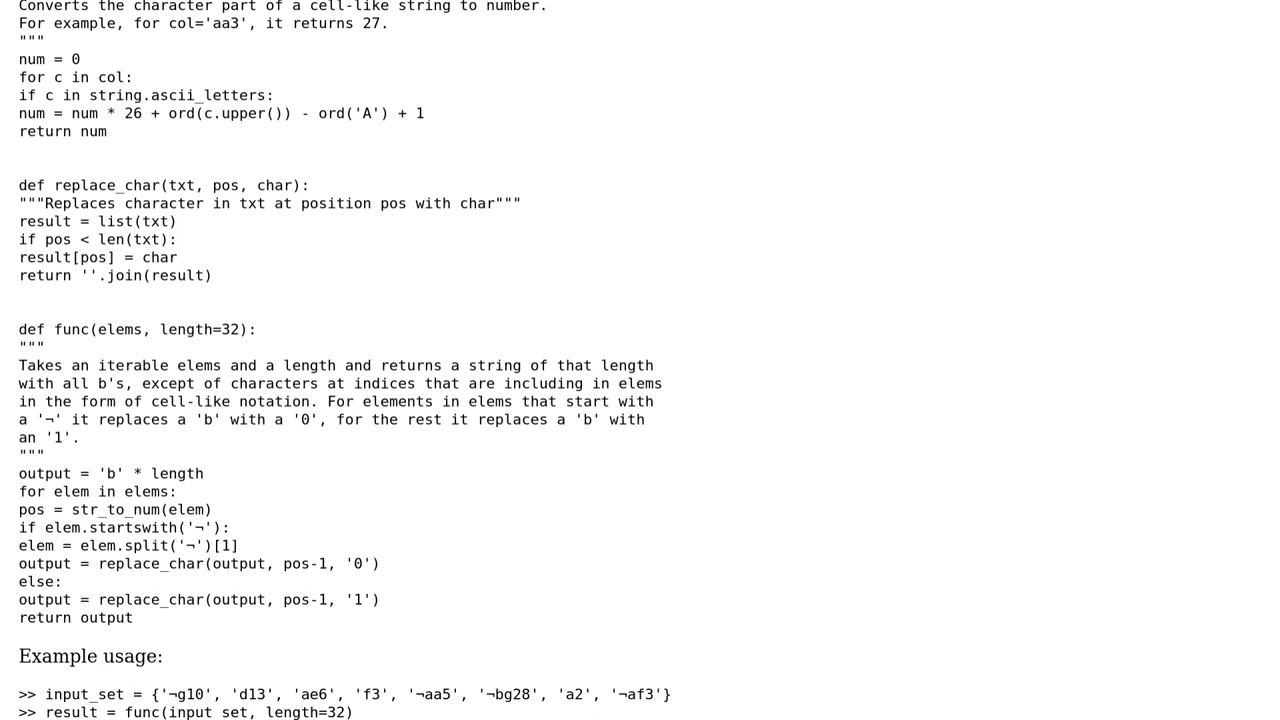 Converts the character part of a cell-like string to number.
For example, for col='aa3', it returns 27.
"""
num = 0
for c in col:
if c in string.ascii_letters:
num = num * 26 + ord(c.upper()) - ord('A') + 1
return num
def replace_char(txt, pos, char):
"""Replaces character in txt at position pos with char"""
result = list(txt)
if pos < len(txt):
result[pos] = char
return ''.join(result)
def func(elems, length=32):
"""
Takes an iterable elems and a length and returns a string of that length
with all b's, except of characters at indices that are including in elems
in the form of cell-like notation. For elements in elems that start with
a '¬' it replaces a 'b' with a '0', for the rest it replaces a 'b' with
an '1'.
"""
output = 'b' * length
for elem in elems:
pos = str_to_num(elem)
if elem.startswith('¬'):
elem = elem.split('¬')[1]
output = replace_char(output, pos-1, '0')
else:
output = replace_char(output, pos-1, '1')
return output
Example usage:
>> input_set = {'¬g10', 'd13', 'ae6', 'f3', '¬aa5', '¬bg28', 'a2', '¬af3'}
>> result = func(input_set, length=32)